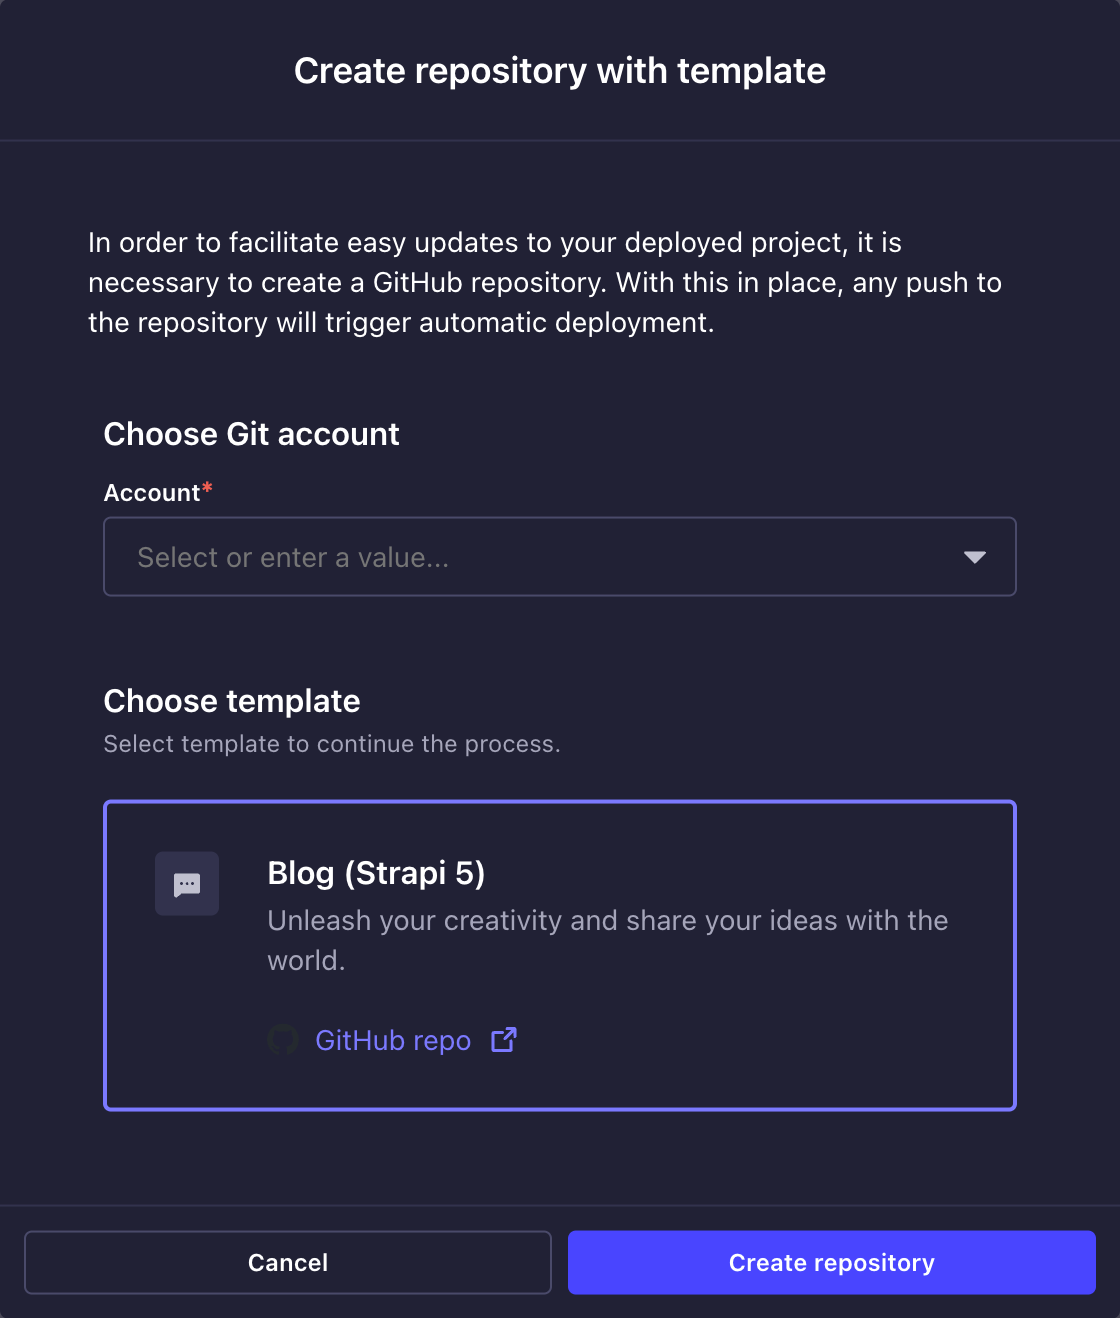 Create repository with template
In order to facilitate easy updates to your deployed project, it is
necessary to create a GitHub repository. With this in place, any push to
the repository will trigger automatic deployment.
Choose Git account
Account*
Select or enter a value...
Choose template
Select template to continue the process.
Blog (Strapi 5)
Unleash your creativity and share your ideas with the
world.
GitHub repo
Cancel
Create repository